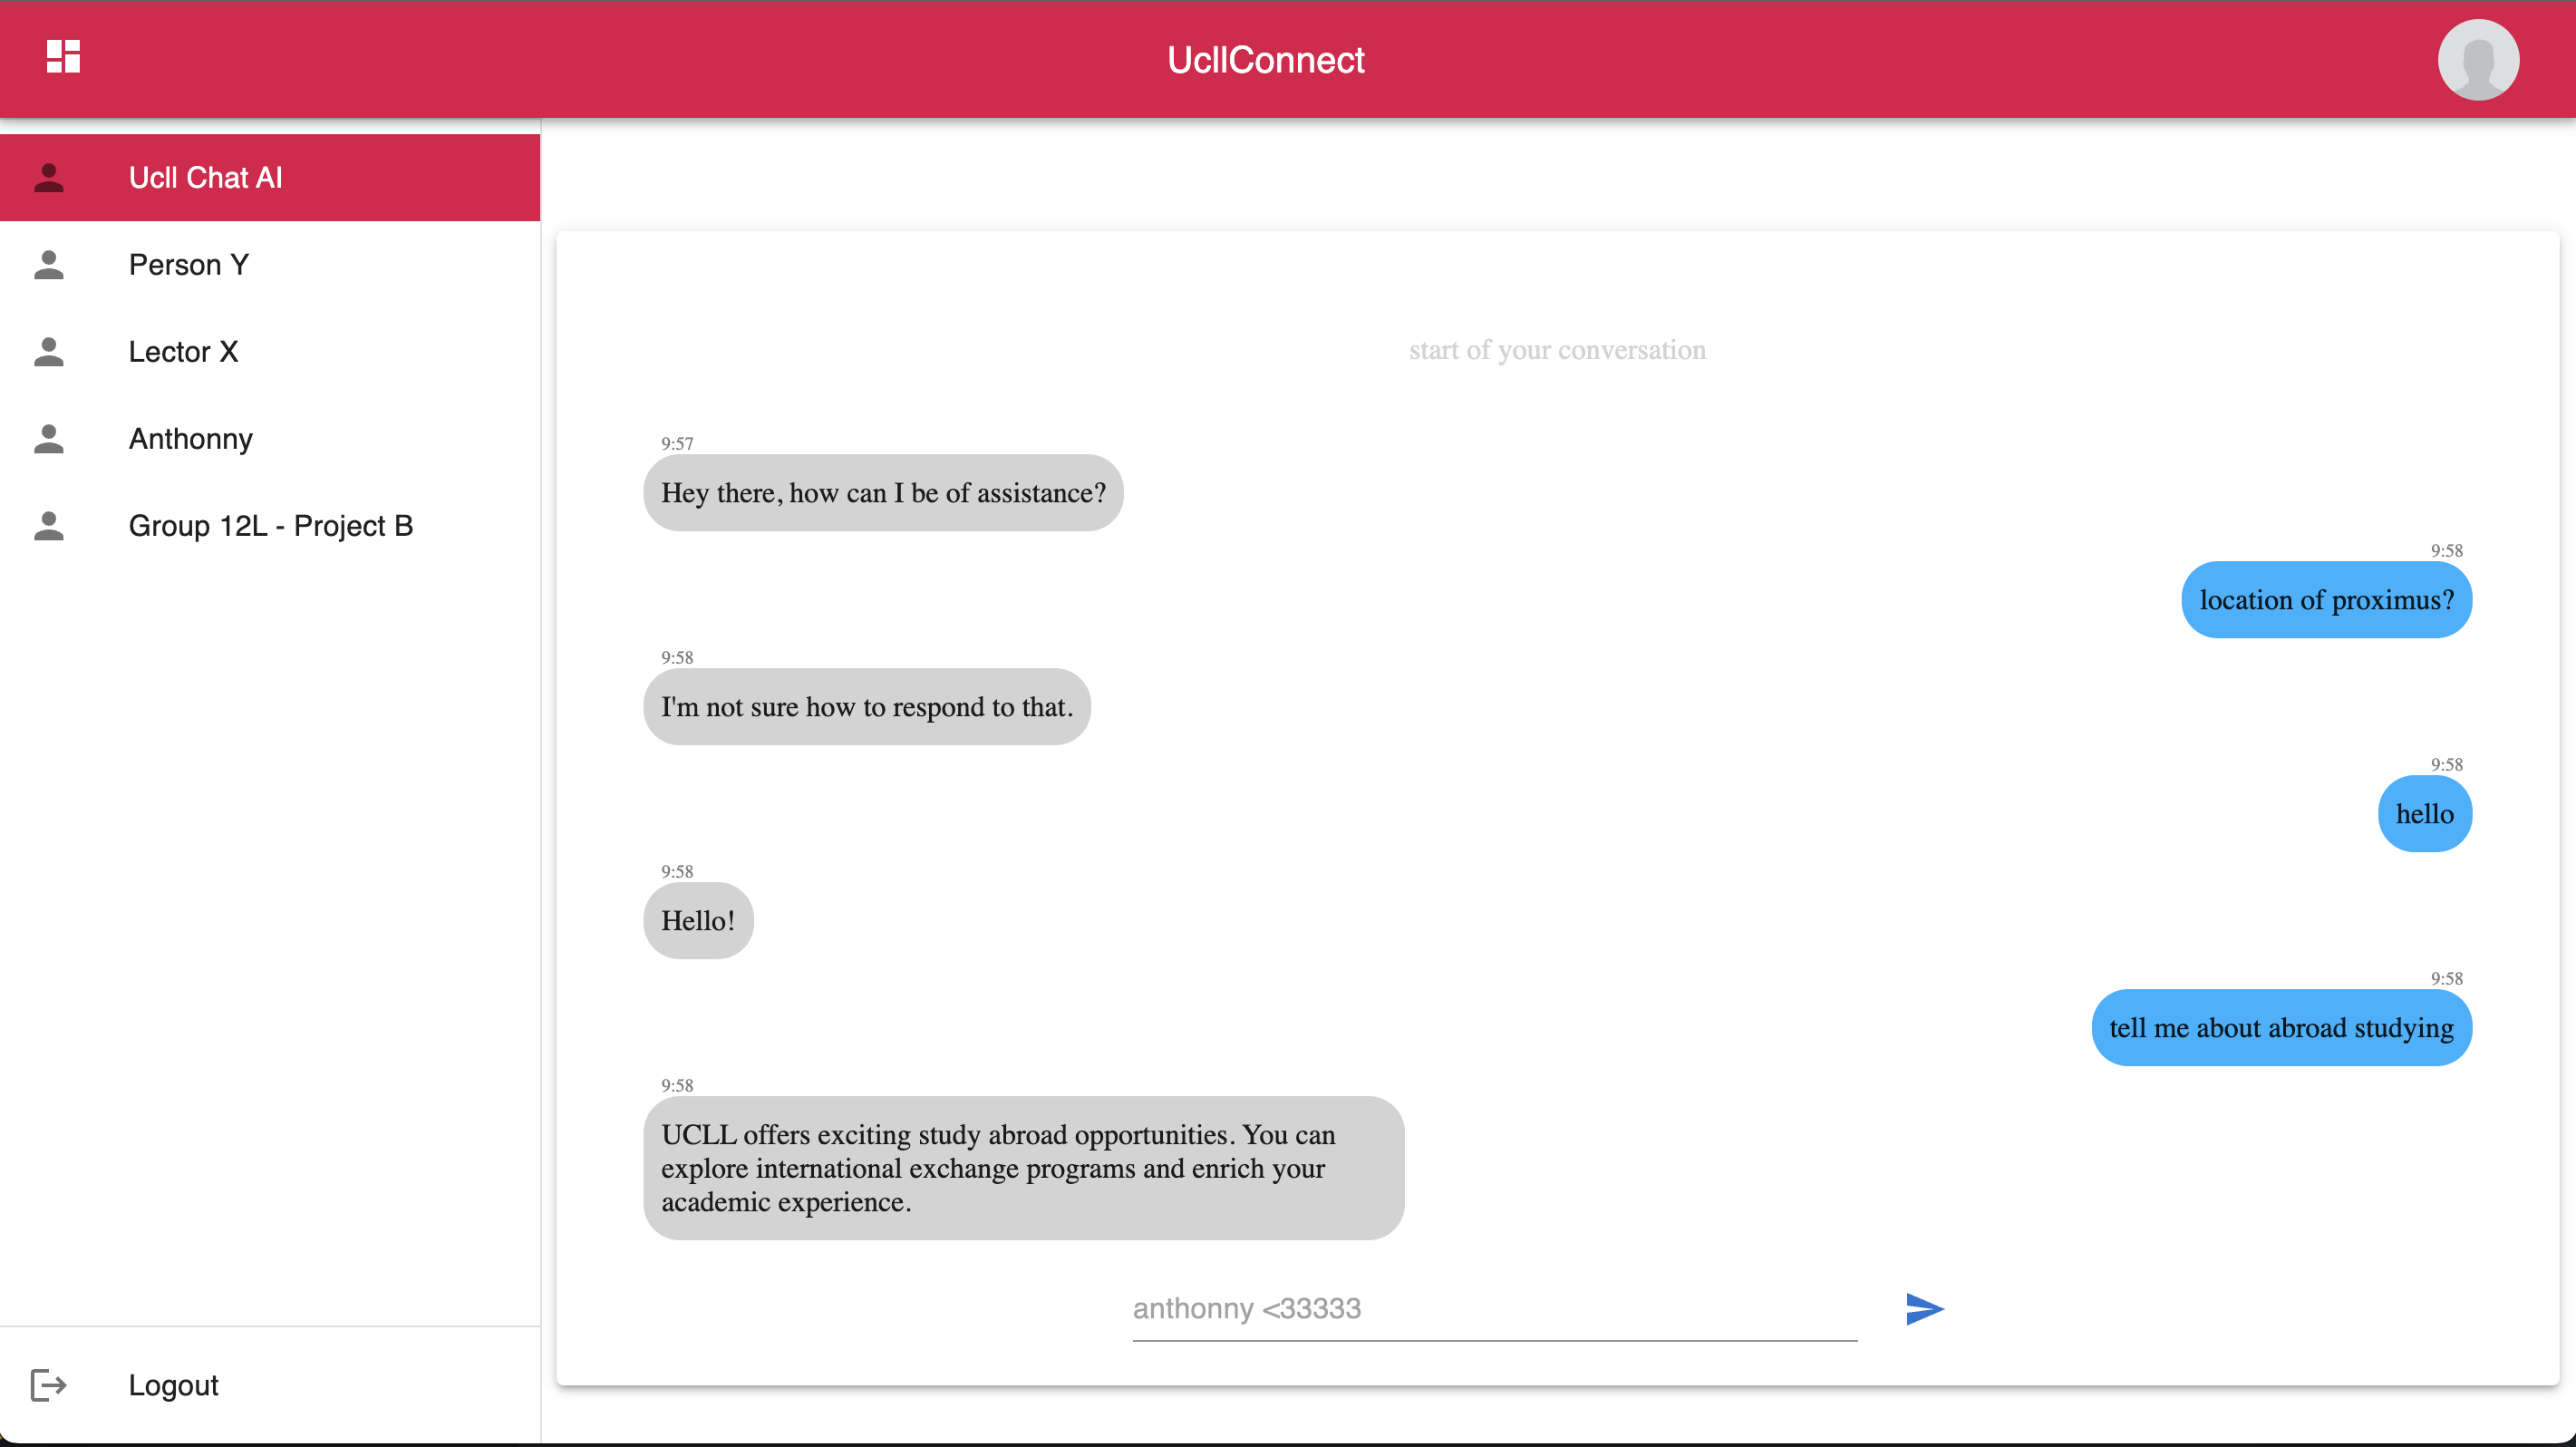 UcllConnect
Ucll Chat AI
Person Y
Lector X
Anthonny
Group 12L - Project B
Logout
start of your conversation
9:57
Hey there, how can I be of assistance?
9:58
location of proximus?
9:58
I'm not sure how to respond to that.
9:58
hello
9:58
Hello!
9:58
tell me about abroad studying
9:58
UCLL offers exciting study abroad opportunities. You can
explore international exchange programs and enrich your
academic experience.
anthonny <33333